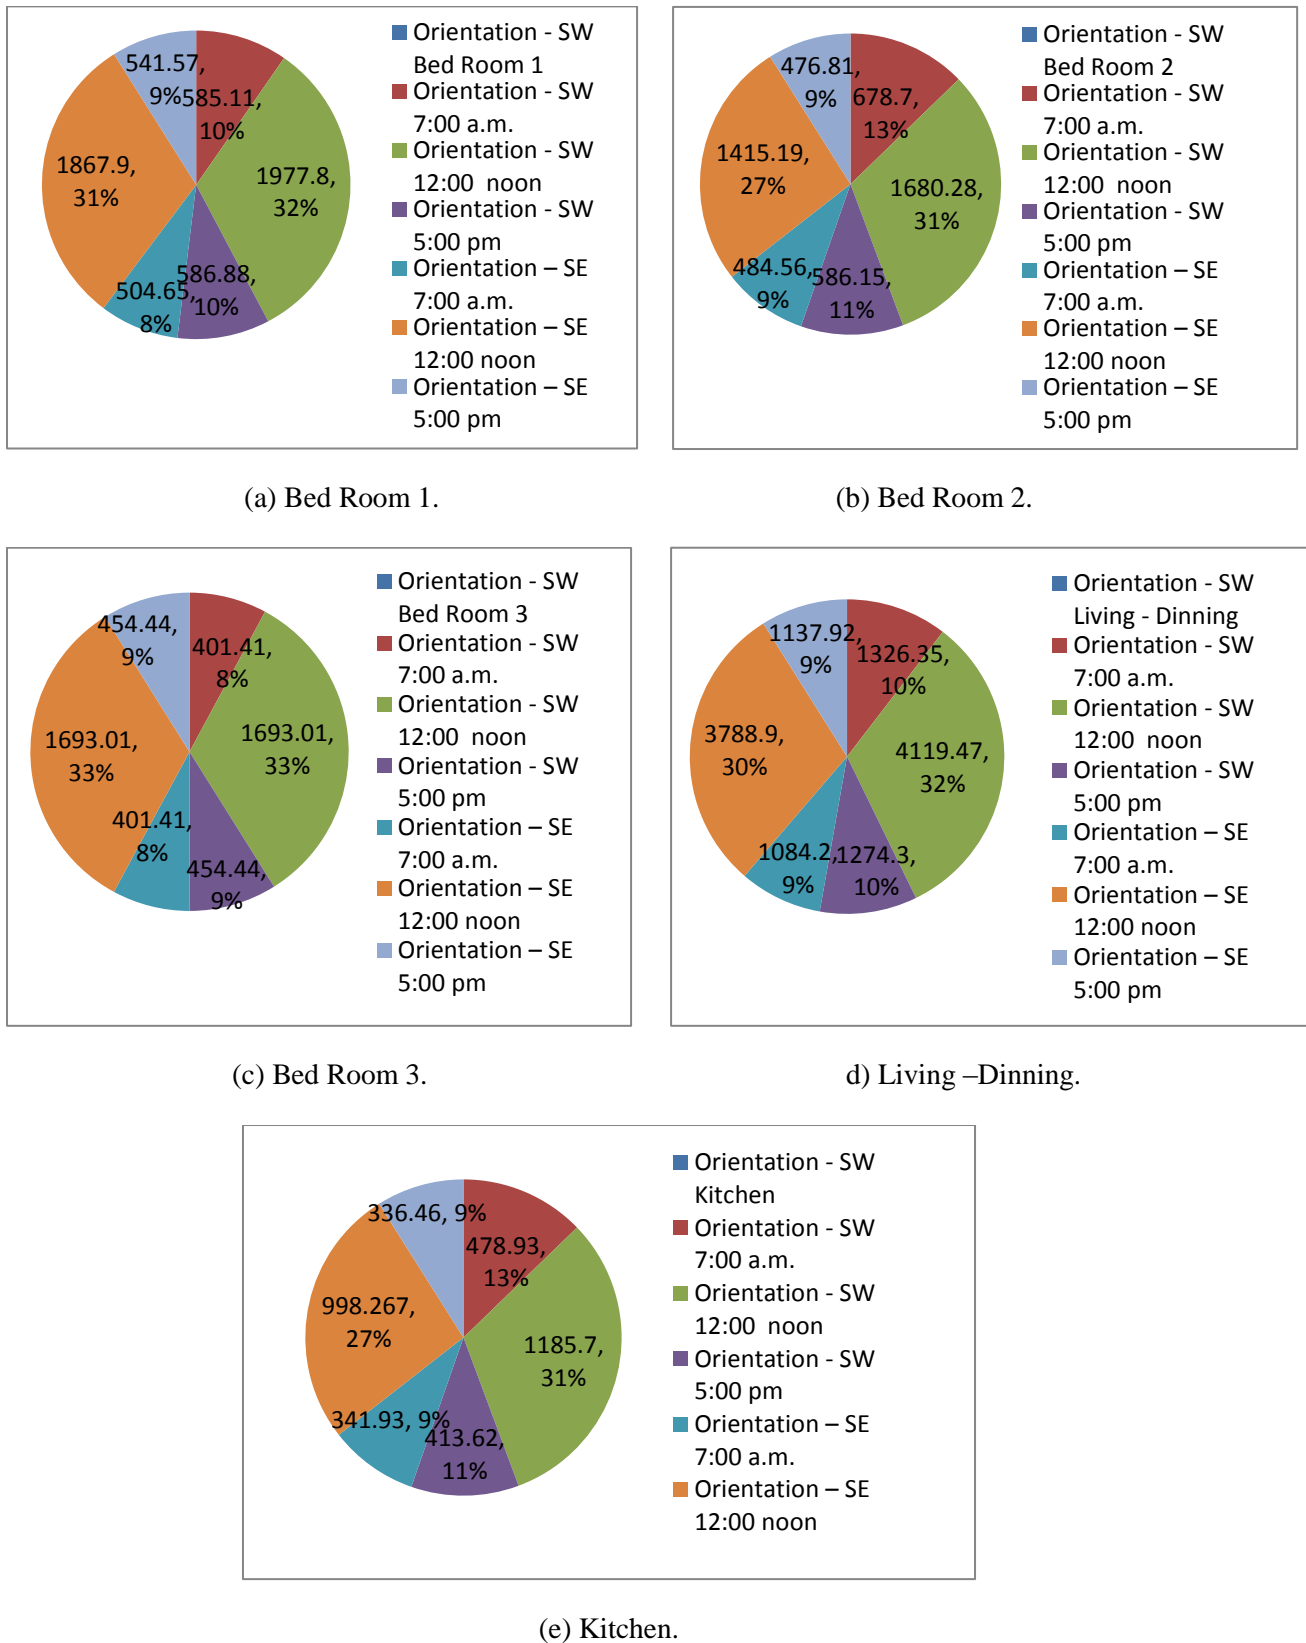 541.57,
9%
585.11,
10%
1977.8,
32%
586.88,
10%
504.65,
8%
1867.9,
31%
Orientation - SW
Bed Room 1
Orientation - SW
7:00 a.m.
Orientation - SW
12:00  noon
Orientation - SW
5:00 pm
Orientation – SE
7:00 a.m.
Orientation – SE
12:00 noon
Orientation – SE
5:00 pm
(a) Bed Room 1.
476.81,
9%
678.7,
13%
1680.28,
31%
586.15,
11%
484.56,
9%
1415.19,
27%
Orientation - SW
Bed Room 2
Orientation - SW
7:00 a.m.
Orientation - SW
12:00  noon
Orientation - SW
5:00 pm
Orientation – SE
7:00 a.m.
Orientation – SE
12:00 noon
Orientation – SE
5:00 pm
(b) Bed Room 2.
454.44,
9%
401.41,
8%
1693.01,
33%
454.44,
9%
401.41,
8%
1693.01,
33%
Orientation - SW
Bed Room 3
Orientation - SW
7:00 a.m.
Orientation - SW
12:00  noon
Orientation - SW
5:00 pm
Orientation – SE
7:00 a.m.
Orientation – SE
12:00 noon
Orientation – SE
5:00 pm
(c) Bed Room 3.
1137.92,
9%
1326.35,
10%
4119.47,
32%
1274.3,
10%
1084.2,
9%
3788.9,
30%
Orientation - SW
Living - Dinning
Orientation - SW
7:00 a.m.
Orientation - SW
12:00  noon
Orientation - SW
5:00 pm
Orientation – SE
7:00 a.m.
Orientation – SE
12:00 noon
Orientation – SE
5:00 pm
d) Living –Dinning.
336.46, 9%
478.93,
13%
1185.7,
31%
413.62,
11%
341.93, 9%
998.267,
27%
Orientation - SW
Kitchen
Orientation - SW
7:00 a.m.
Orientation - SW
12:00  noon
Orientation - SW
5:00 pm
Orientation – SE
7:00 a.m.
Orientation – SE
12:00 noon
(e) Kitchen.